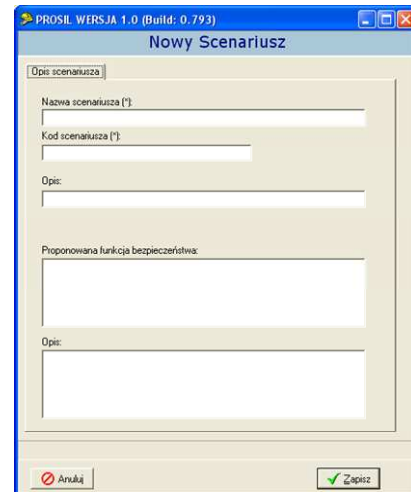 PROSIL WERSJA 1.0 (Build: 0.793)
Nowy Scenariusz
Opis scenariusza
Nazwa scenariusza (*):
Kod scenariusza (*):
Opis:
Proponowana funkcja bezpieczeństwa:
Opis:
Anuluj
Zapisz